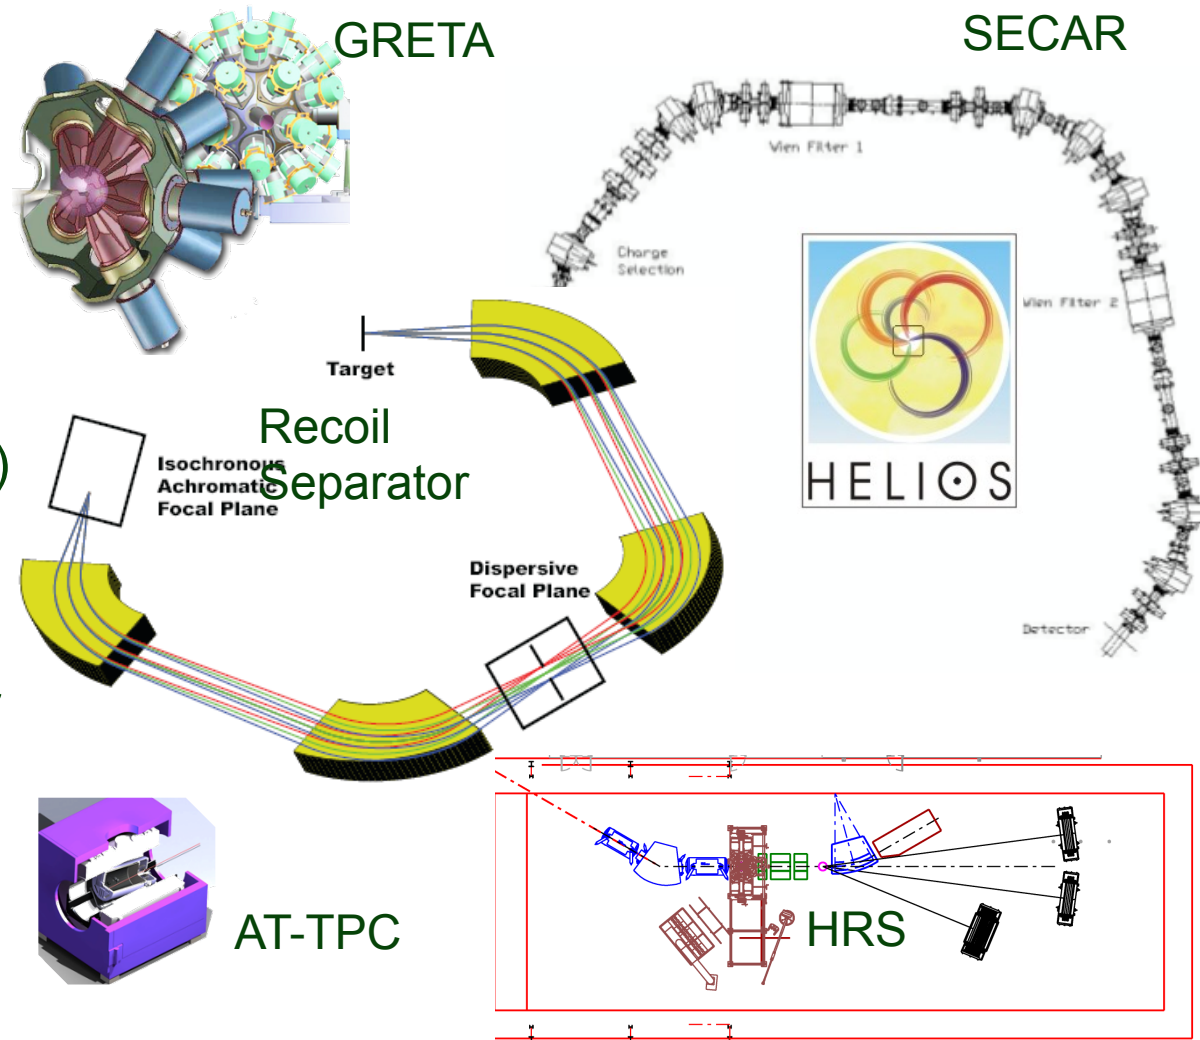 GRETA
SECAR
Wien Filter 1
Charge
Selection
Wien Filter 2
Target
Recoil
Separator
Isochronous
Achromatic
Focal Plane
)
HELIOS
Dispersive
Focal Plane
Detector
AT-TPC
HRS